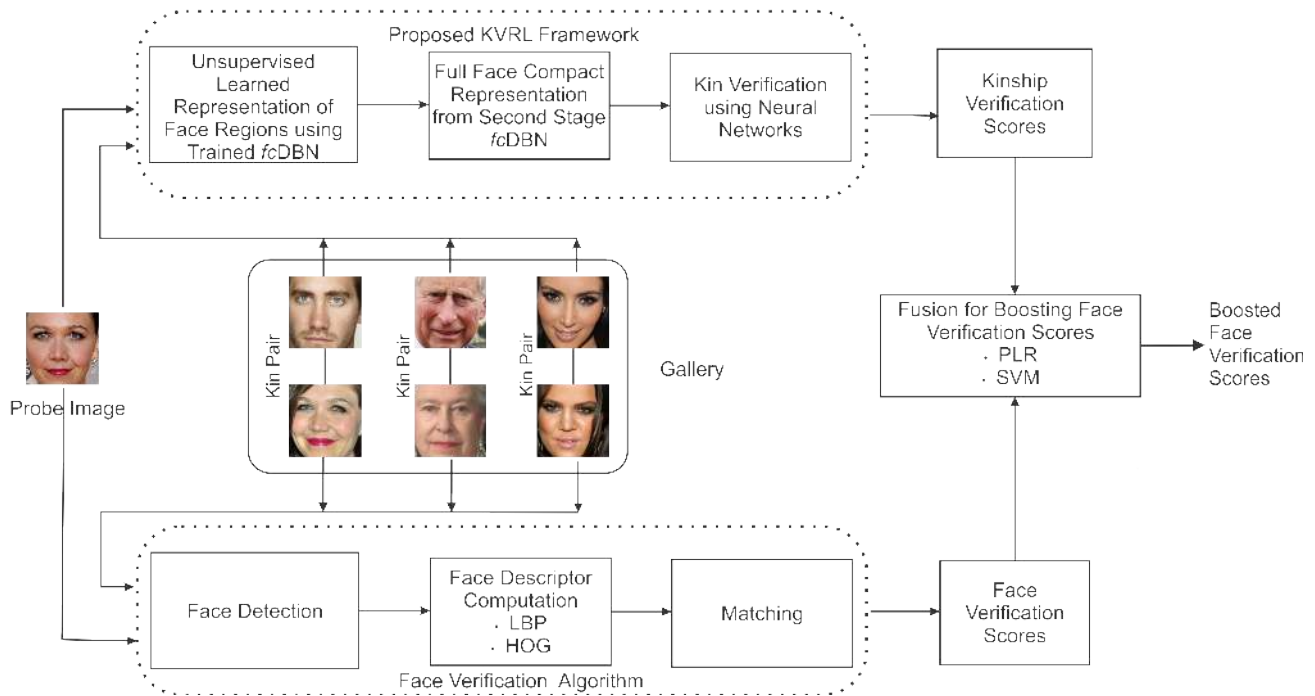 Proposed KVRL Framework
Unsupervised
Learned
Representation of
Face Regions using
Trained fcDBN
Full Face Compact
Representation
from Second Stage
fcDBN
Kin Verification
using Neural
Networks
Kinship
Verification
Scores
Probe Image
Kin Pair
Kin Pair
Kin Pair
Gallery
Fusion for Boosting Face
Verification Scores
· PLR
· SVM
Boosted
Face
Verification
Scores
Face Detection
Face Descriptor
Computation
· LBP
· HOG
Matching
Face
Verification
Scores
Face Verification Algorithm